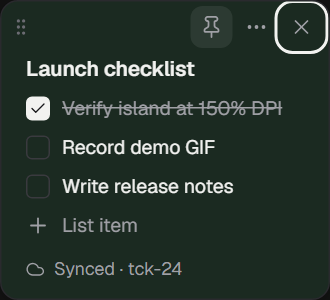 Launch checklist
Verify island at 150% DPI
Record demo GIF
Write release notes
List item
Synced · tck-24